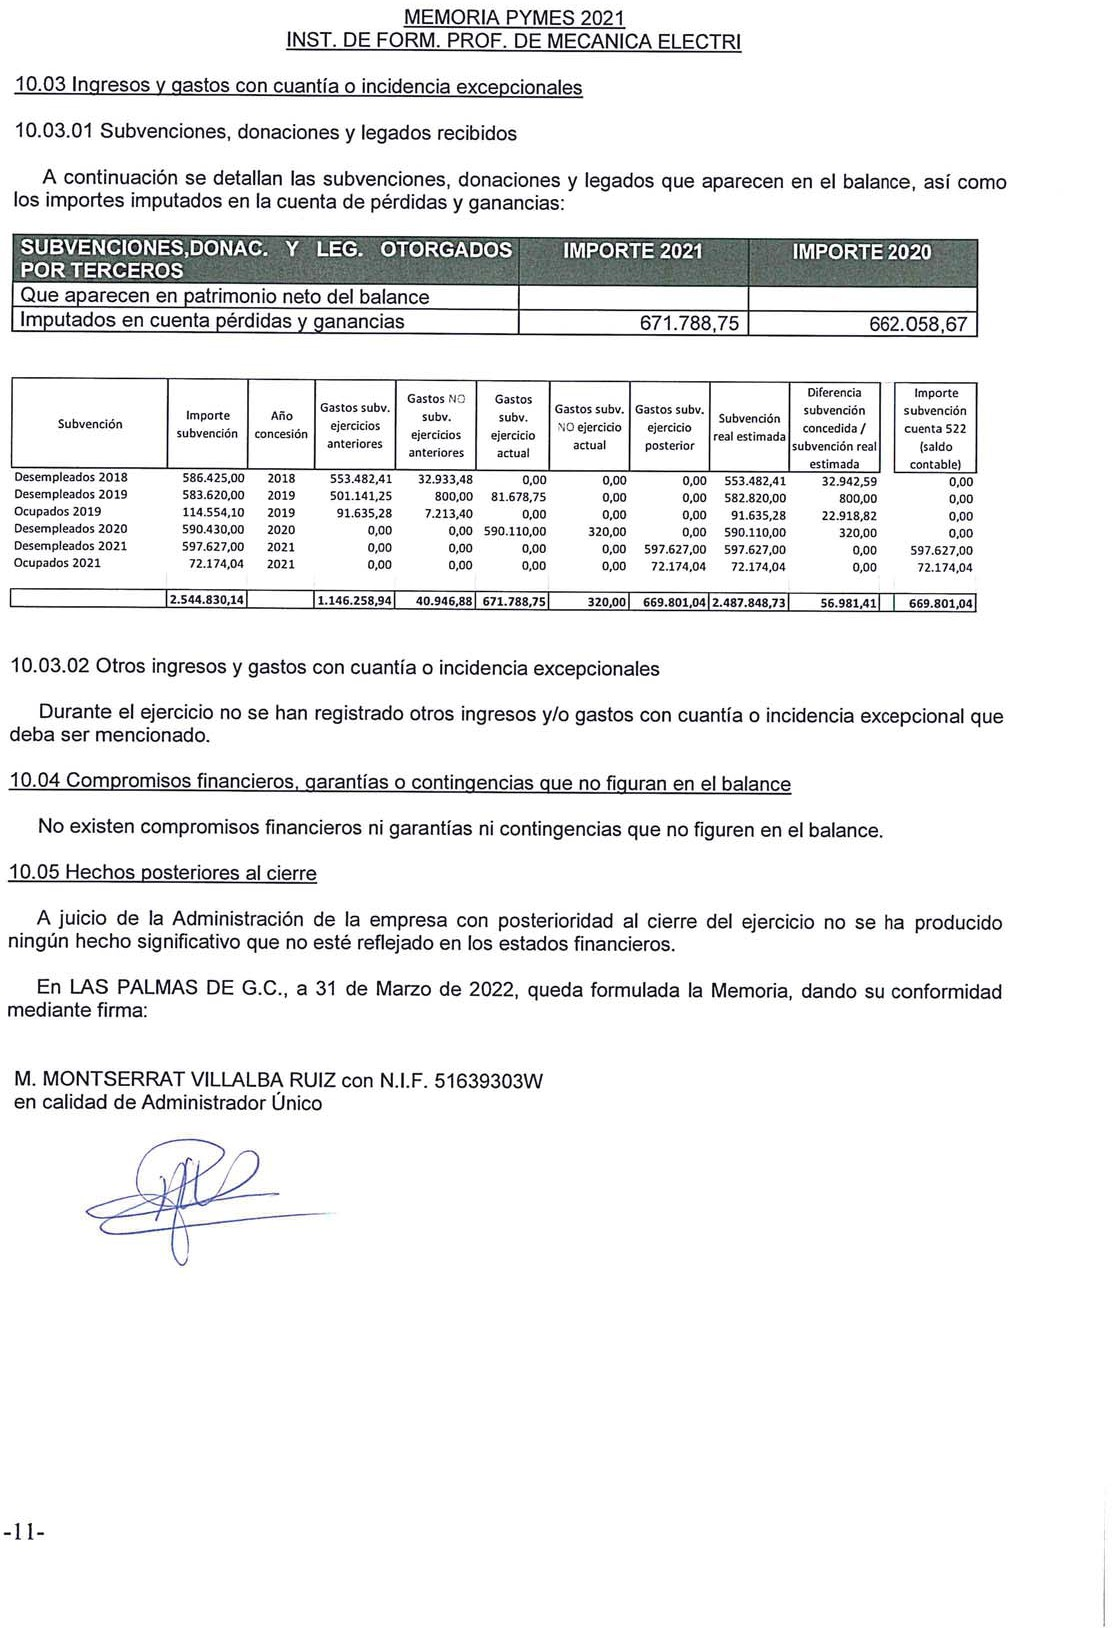 MEMORIA PYMES 2021
INST. DE FORM. PROF. DE MECANICA ELECTRI
10.03 Ingresos y gastos con cuantía o incidencia excepcionales
10.03.01 Subvenciones, donaciones y legados recibidos
A continuación se detallan las subvenciones, donaciones y legados que aparecen en el balance, así como
los importes imputados en la cuenta de pérdidas y ganancias:
SUBVENCIONES,DONAC. Y LEG. OTORGADOS POR TERCEROS IMPORTE 2021 IMPORTE 2020
Que aparecen en patrimonio neto del balance
Imputados en cuenta pérdidas y ganancias 671.788,75 662.058,67
Subvención Importe subvención Año concesión Gastos subv. ejercicios anteriores Gastos NO subv. ejercicios anteriores Gastos subv. ejercicio actual Gastos subv. NO ejercicio actual Gastos subv. ejercicio posterior Subvención real estimada Diferencia subvención concedida / subvención real estimada Importe subvención cuenta 522 (saldo contable)
Desempleados 2018 586.425,00 2018 553.482,41 32.933,48 0,00 0,00 0,00 553.482,41 32.942,59 0,00
Desempleados 2019 583.620,00 2019 501.141,25 800,00 81.678,75 0,00 0,00 582.820,00 800,00 0,00
Ocupados 2019 114.554,10 2019 91.635,28 7.213,40 0,00 0,00 0,00 91.635,28 22.918,82 0,00
Desempleados 2020 590.430,00 2020 0,00 0,00 590.110,00 320,00 0,00 590.110,00 320,00 0,00
Desempleados 2021 597.627,00 2021 0,00 0,00 0,00 0,00 597.627,00 597.627,00 0,00 597.627,00
Ocupados 2021 72.174,04 2021 0,00 0,00 0,00 0,00 72.174,04 72.174,04 0,00 72.174,04
2.544.830,14 1.146.258,94 40.946,88 671.788,75 320,00 669.801,04 2.487.848,73 56.981,41 669.801,04
10.03.02 Otros ingresos y gastos con cuantía o incidencia excepcionales
Durante el ejercicio no se han registrado otros ingresos y/o gastos con cuantía o incidencia excepcional que
deba ser mencionado.
10.04 Compromisos financieros, garantías o contingencias que no figuran en el balance
No existen compromisos financieros ni garantías ni contingencias que no figuren en el balance.
10.05 Hechos posteriores al cierre
A juicio de la Administración de la empresa con posterioridad al cierre del ejercicio no se ha producido
ningún hecho significativo que no esté reflejado en los estados financieros.
En LAS PALMAS DE G.C., a 31 de Marzo de 2022, queda formulada la Memoria, dando su conformidad
mediante firma:
M. MONTSERRAT VILLALBA RUIZ con N.I.F. 51639303W
en calidad de Administrador Único
-11-